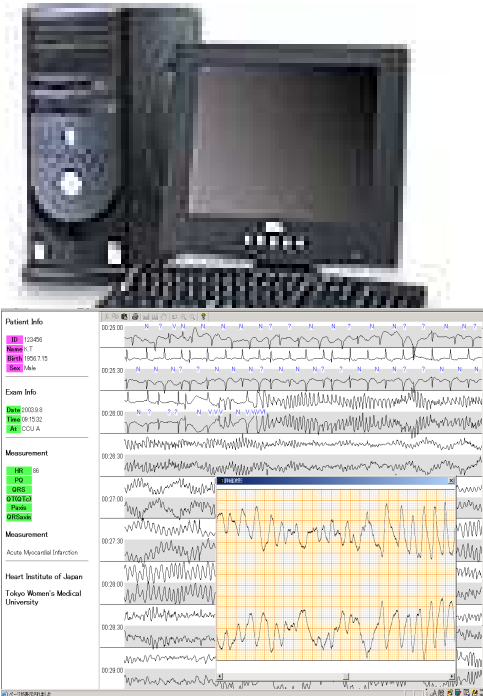 Patient Info
ID 123456
Name K.T
Birth 1956.7.15
Sex Male
Exam Info
Date 2003.9.8
Time 09:15:32
At CCU A
Measurement
HR 86
PQ
QRS
QT(QTc)
Paxis
QRSaxis
Measurement
Acute Myocardial Infarction
Heart Institute of Japan
Tokyo Women's Medical
University
00:25:00
N ? V N N N N N N ? N N ? N N
00:25:30
00:26:00
00:26:30
00:27:00
00:27:30
00:28:00
00:28:30
00:29:00